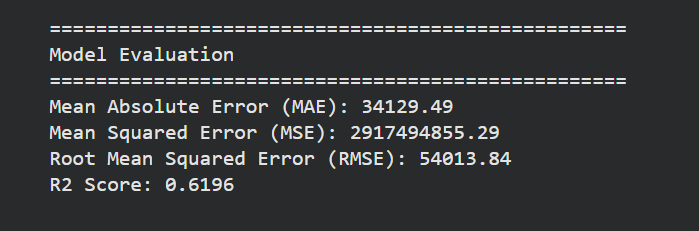 ==================================================
Model Evaluation
==================================================
Mean Absolute Error (MAE): 34129.49
Mean Squared Error (MSE): 2917494855.29
Root Mean Squared Error (RMSE): 54013.84
R2 Score: 0.6196